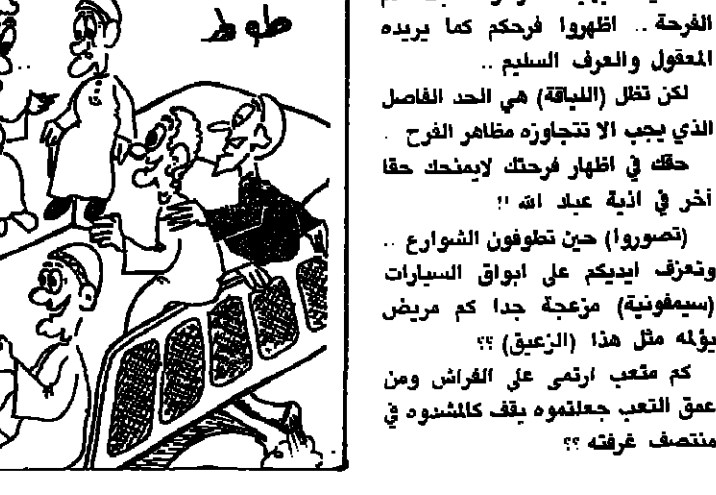 طوط
الفرحة .. اظهروا فرحكم كما يريده
المعقول والعرف السليم ..
لكن تظل (اللباقة) هي الحد الفاصل
الذي يجب الا تتجاوزه مظاهر الفرح .
حقك في اظهار فرحتك لايمنحك حقا
آخر في اذية عباد الله !!
(تصوروا) حين تطوفون الشوارع ..
وتعزف ايديكم على ابواق السيارات
(سيمفونية) مزعجة جدا كم مريض
يؤلمه مثل هذا (الزعيق) ؟؟
كم متعب ارتمى على الفراش ومن
عمق التعب جعلتموه يقف كالمشدوه في
منتصف غرفته ؟؟